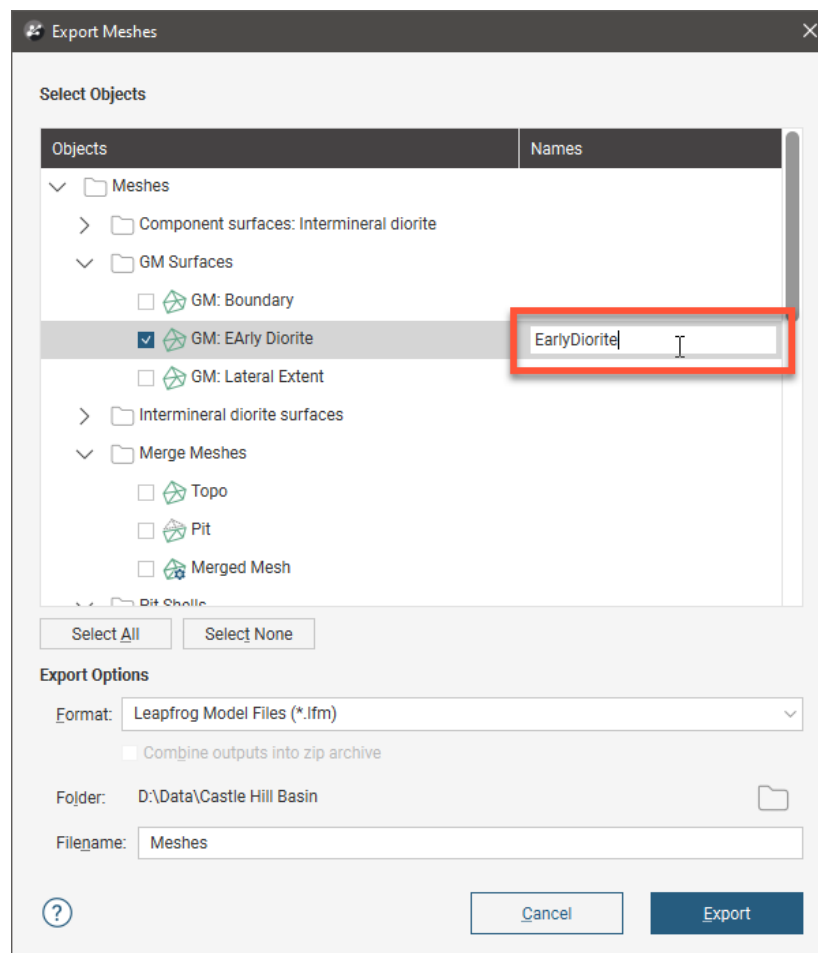 Export Meshes
Select Objects
Objects Names
Meshes
Component surfaces: Intermineral diorite
GM Surfaces
GM: Boundary
GM: EArly Diorite EarlyDiorite
GM: Lateral Extent
Intermineral diorite surfaces
Merge Meshes
Topo
Pit
Merged Mesh
Pit Shells
Select All Select None
Export Options
Format: Leapfrog Model Files (*.lfm)
Combine outputs into zip archive
Folder: D:\Data\Castle Hill Basin
Filename: Meshes
? Cancel Export